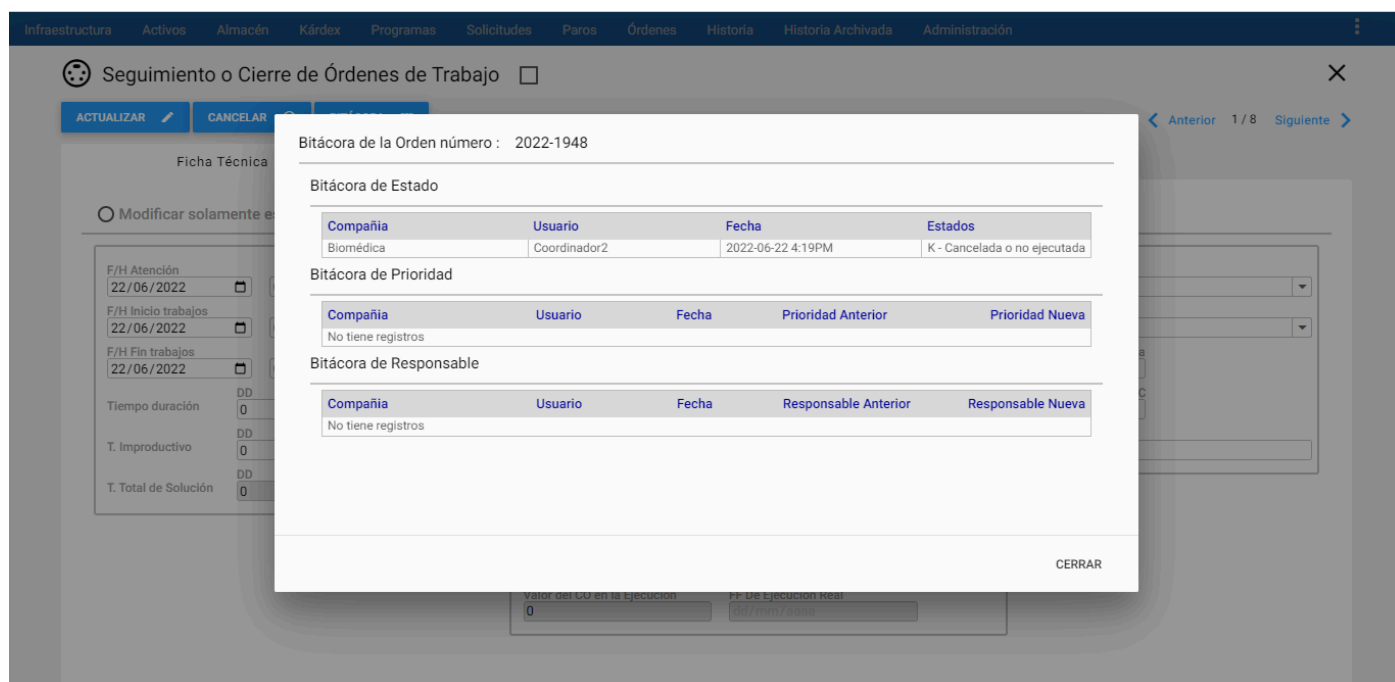 Infraestructura Activos Almacén Kárdex Programas Solicitudes Paros Órdenes Historia Historia Archivada Administración
Seguimiento o Cierre de Órdenes de Trabajo
ACTUALIZAR CANCELAR
Anterior 1 / 8 Siguiente
Bitácora de la Orden número : 2022-1948
Ficha Técnica
Bitácora de Estado
Modificar solamente
Compañia Usuario Fecha Estados
Biomédica Coordinador2 2022-06-22 4:19PM K - Cancelada o no ejecutada
F/H Atención
22/06/2022
Bitácora de Prioridad
F/H Inicio trabajos
22/06/2022
Compañia Usuario Fecha Prioridad Anterior Prioridad Nueva
No tiene registros
F/H Fin trabajos
22/06/2022
Bitácora de Responsable
Tiempo duración DD
0
Compañia Usuario Fecha Responsable Anterior Responsable Nueva
No tiene registros
T. Improductivo DD
0
T. Total de Solución DD
0
CERRAR
Valor del CO en la Ejecución FF De Ejecución Real
0 dd/mm/aaaa